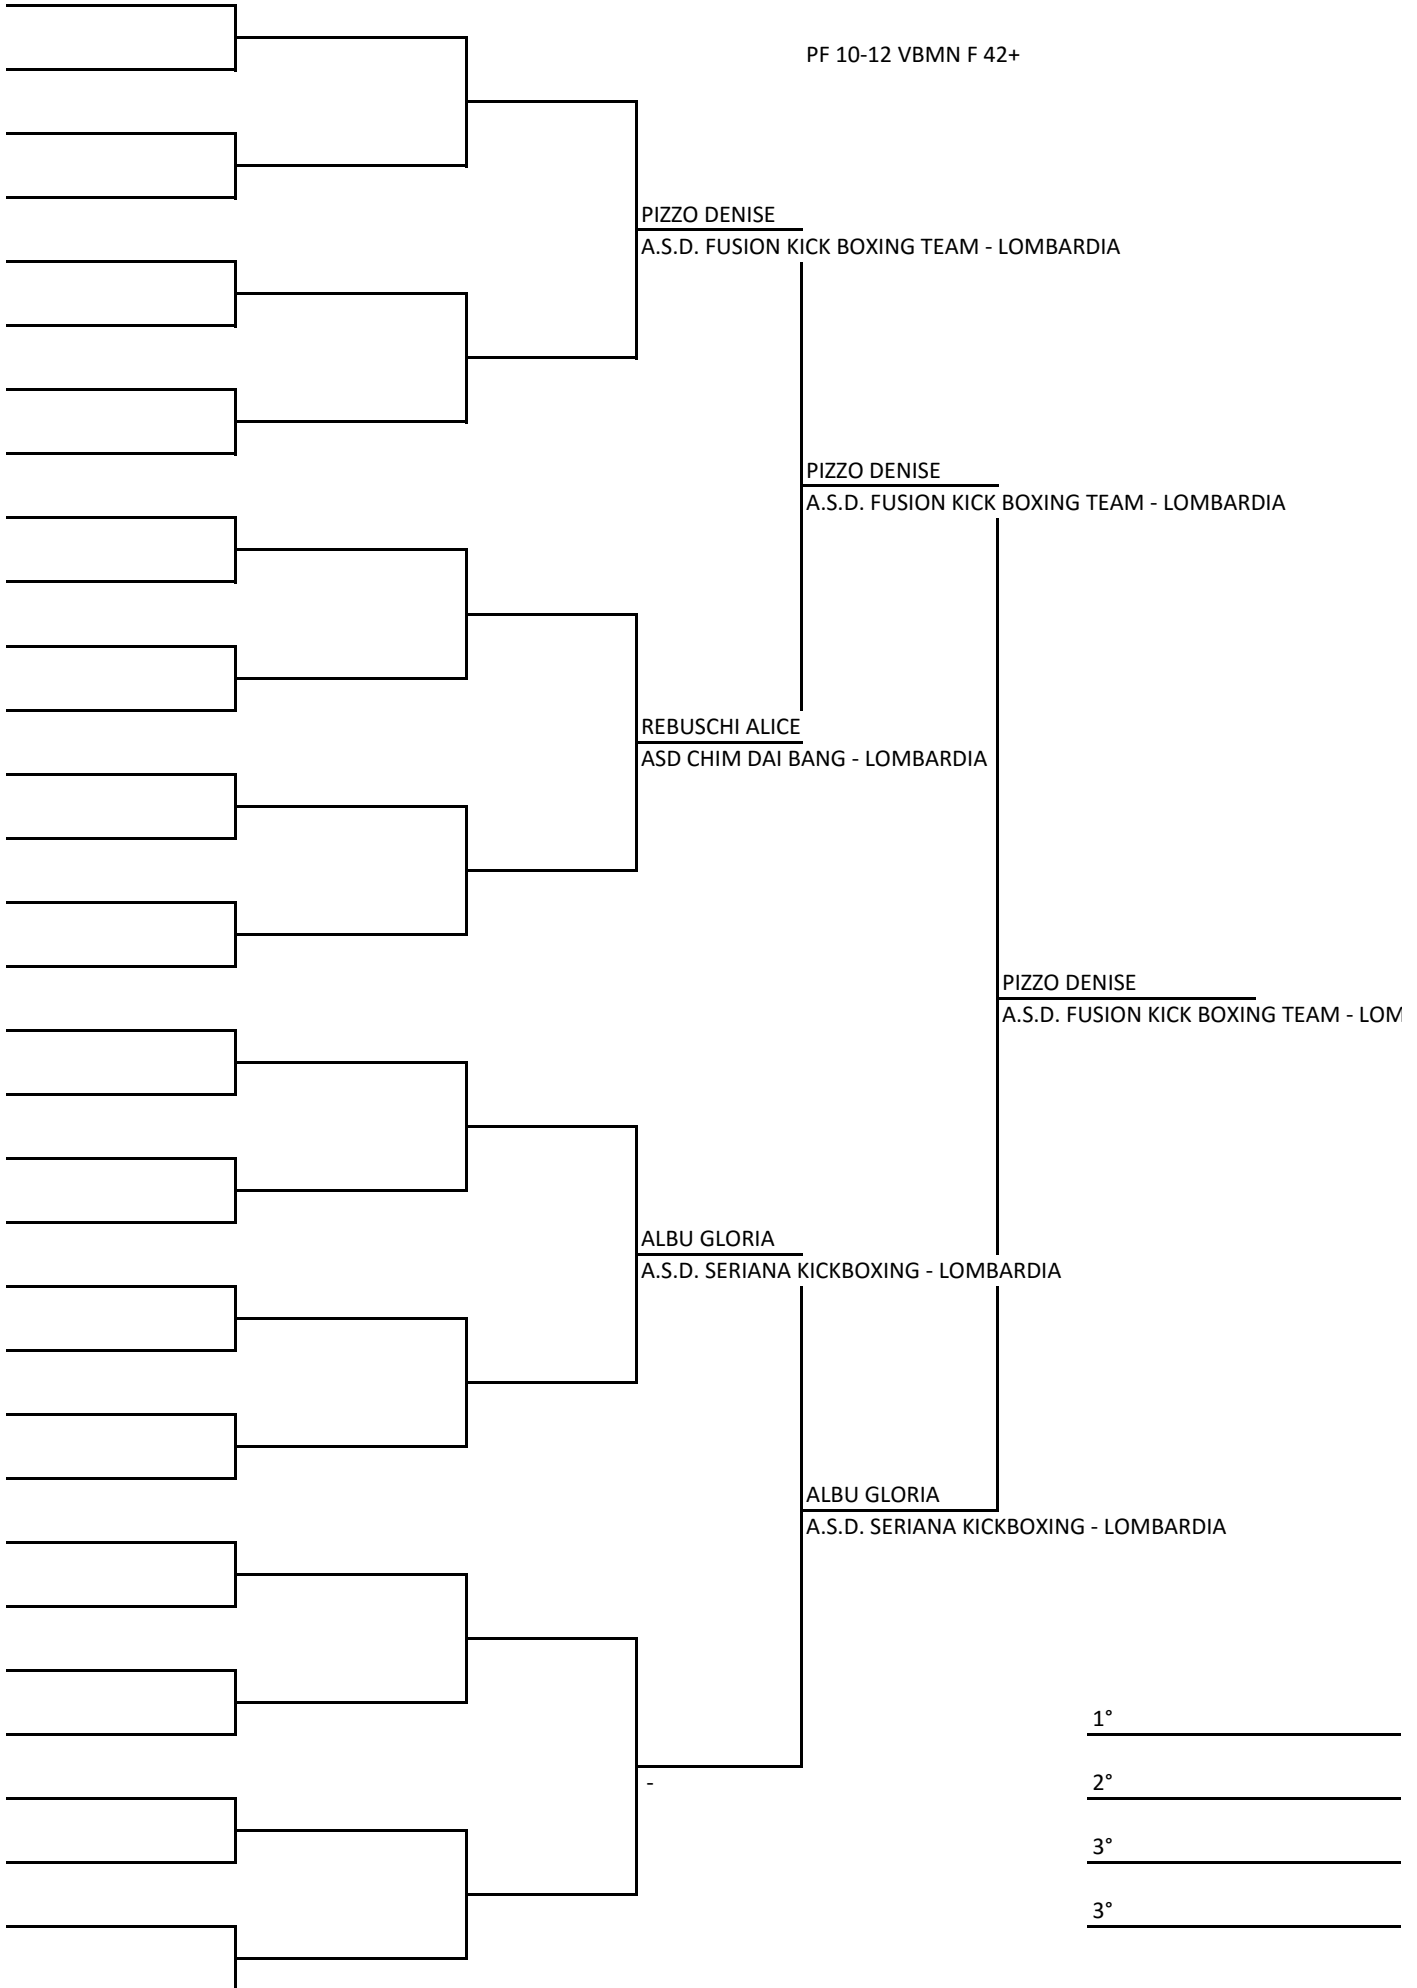 PF 10-12 VBMN F 42+
PIZZO DENISE
A.S.D. FUSION KICK BOXING TEAM - LOMBARDIA
PIZZO DENISE
A.S.D. FUSION KICK BOXING TEAM - LOMBARDIA
REBUSCHI ALICE
ASD CHIM DAI BANG - LOMBARDIA
PIZZO DENISE
A.S.D. FUSION KICK BOXING TEAM - LOM
ALBU GLORIA
A.S.D. SERIANA KICKBOXING - LOMBARDIA
ALBU GLORIA
A.S.D. SERIANA KICKBOXING - LOMBARDIA
1°
-
2°
3°
3°